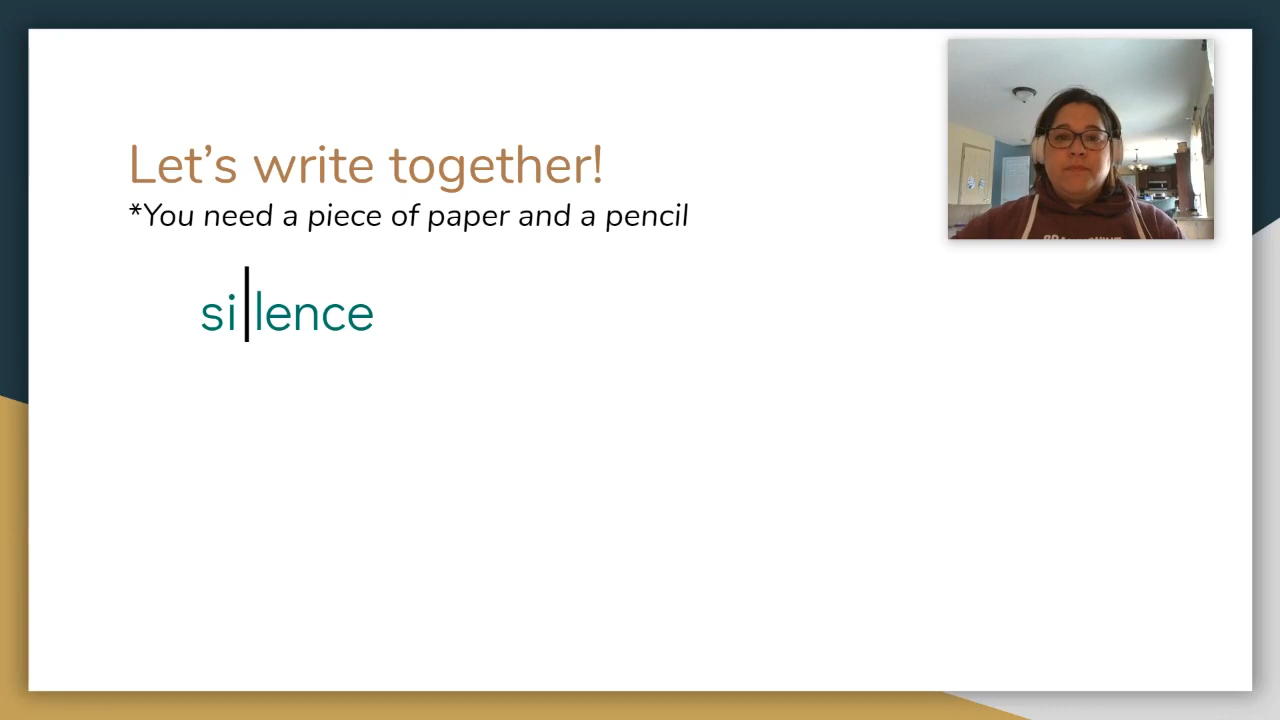 Let's write together!
*You need a piece of paper and a pencil
si|lence